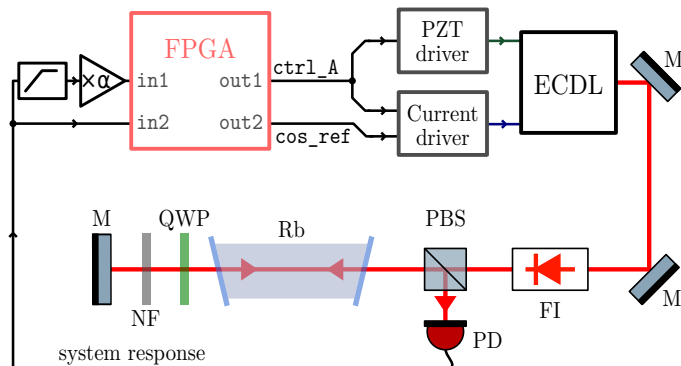 FPGA
×α
in1
out1
in2
out2
ctrl_A
cos_ref
PZT
driver
Current
driver
ECDL
M
M
QWP
Rb
PBS
NF
FI
M
PD
system response